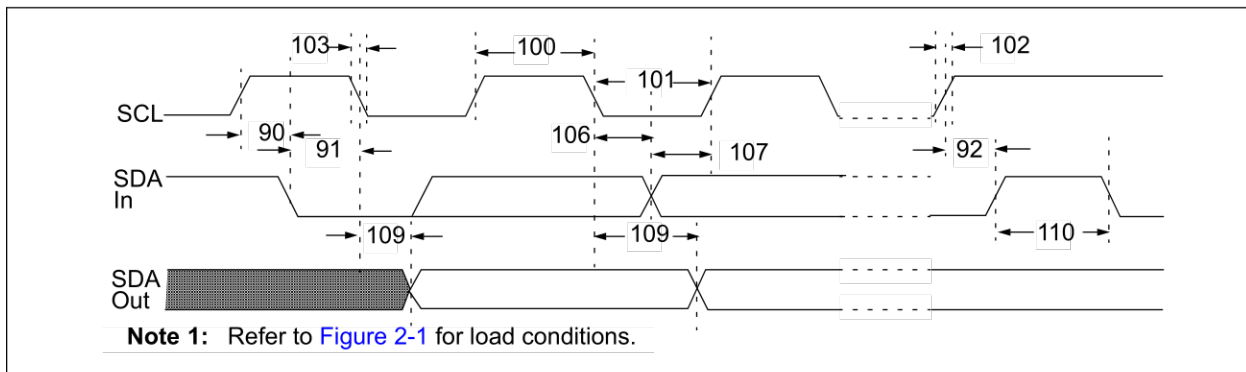 103
100
102
101
SCL
90
106
91
107
92
SDA
In
109
109
110
SDA
Out
Note 1: Refer to Figure 2-1 for load conditions.